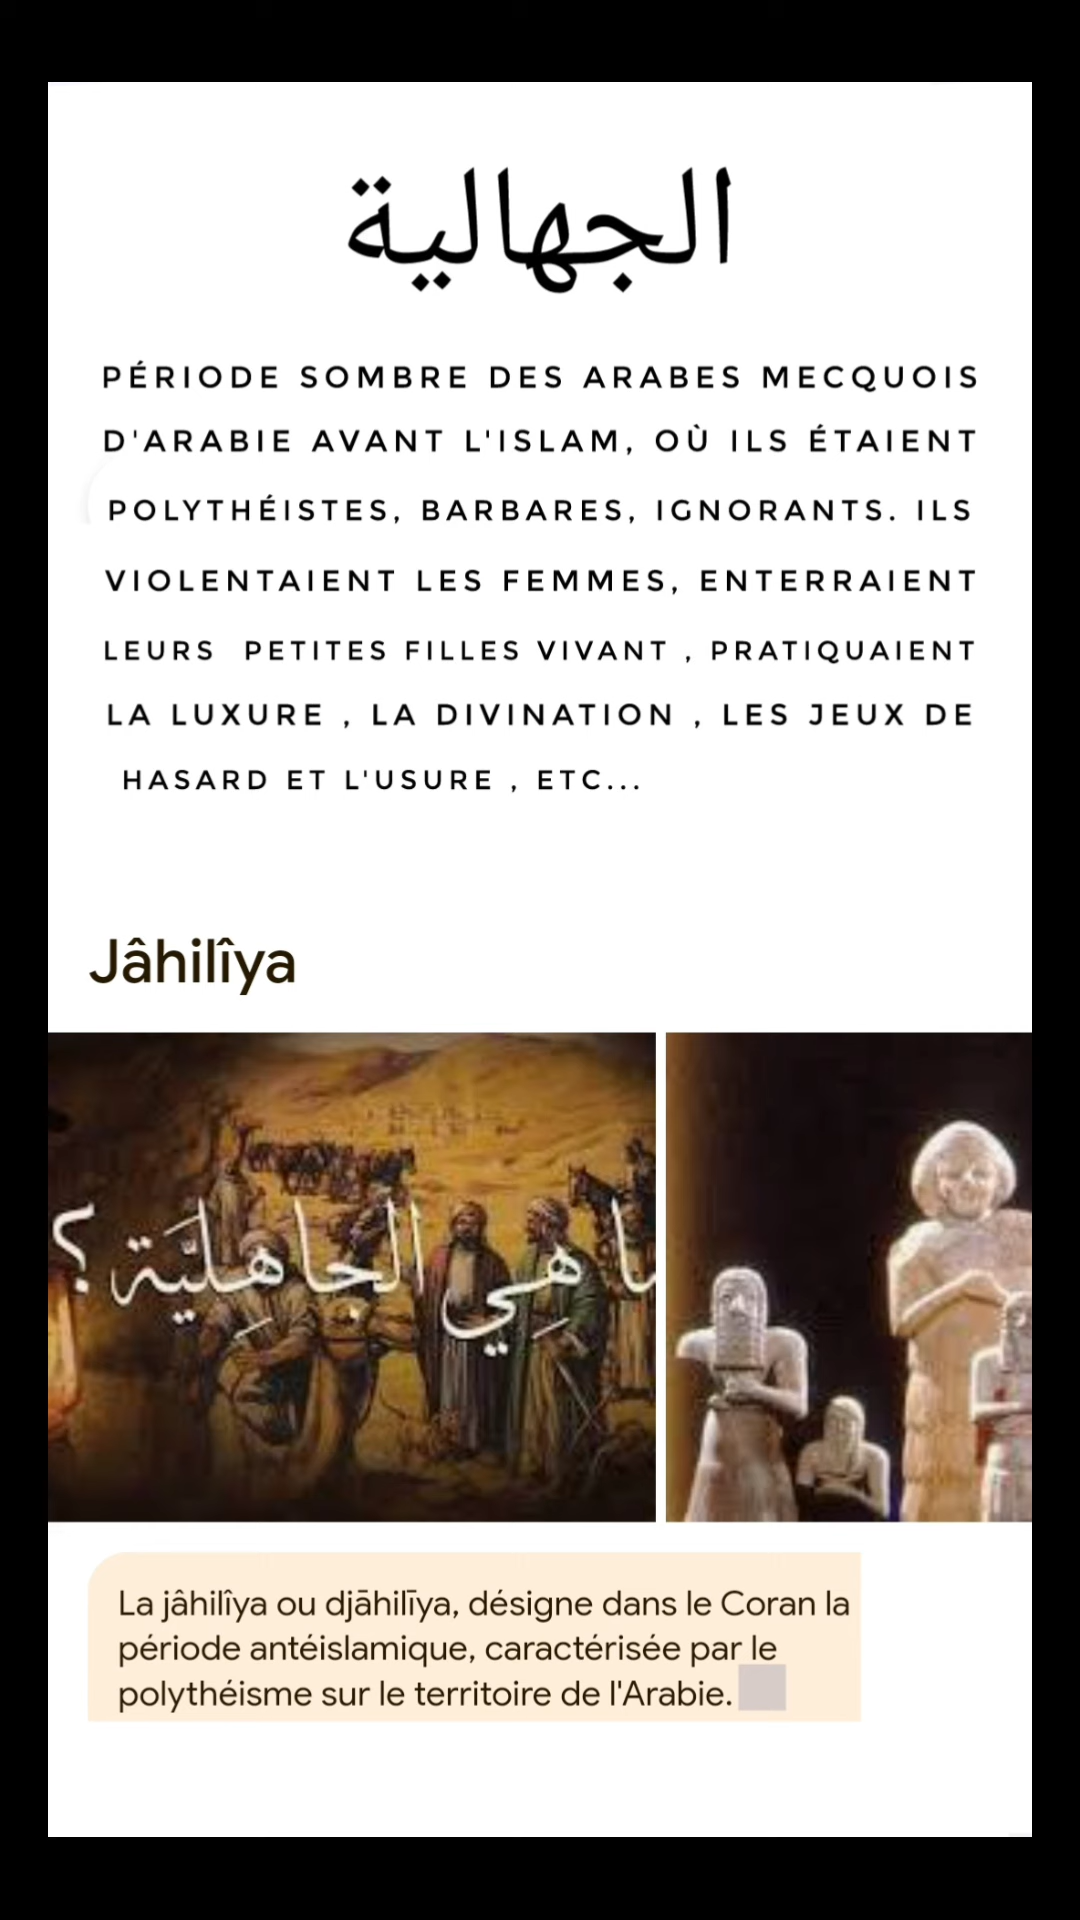 الجهالية
PÉRIODE SOMBRE DES ARABES MECQUOIS
D'ARABIE AVANT L'ISLAM, OÙ ILS ÉTAIENT
POLYTHÉISTES, BARBARES, IGNORANTS. ILS
VIOLENTAIENT LES FEMMES, ENTERRAIENT
LEURS PETITES FILLES VIVANT , PRATIQUAIENT
LA LUXURE , LA DIVINATION , LES JEUX DE
HASARD ET L'USURE , ETC...
Jâhilîya
ما هِي الجاهِليَّة ؟
La jâhilîya ou djāhilīya, désigne dans le Coran la
période antéislamique, caractérisée par le
polythéisme sur le territoire de l'Arabie.